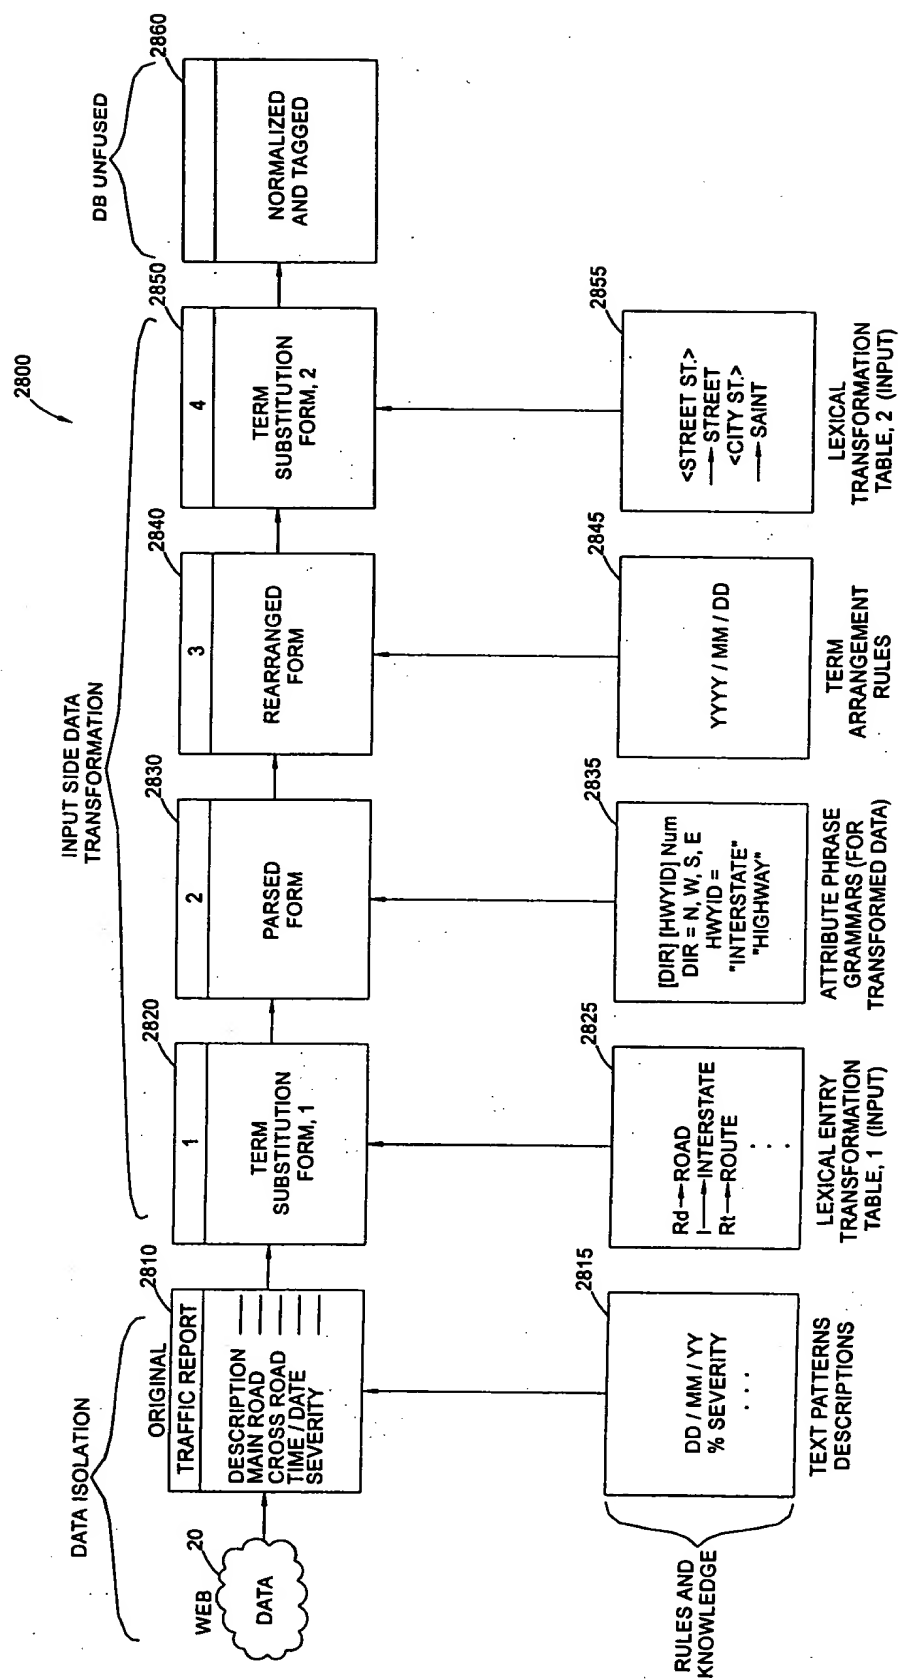 2800
DATA ISOLATION
INPUT SIDE DATA
TRANSFORMATION
DB UNFUSED
WEB
20
DATA
ORIGINAL
2810
TRAFFIC REPORT
DESCRIPTION
MAIN ROAD
CROSS ROAD
TIME / DATE
SEVERITY
2820
1
TERM
SUBSTITUTION
FORM, 1
2830
2
PARSED
FORM
2840
3
REARRANGED
FORM
2850
4
TERM
SUBSTITUTION
FORM, 2
2860
NORMALIZED
AND TAGGED
RULES AND
KNOWLEDGE
2815
DD / MM / YY
% SEVERITY
. . .
TEXT PATTERNS
DESCRIPTIONS
2825
Rd→ROAD
I→INTERSTATE
Rt→ROUTE
. . .
LEXICAL ENTRY
TRANSFORMATION
TABLE, 1 (INPUT)
2835
[DIR] [HWYID] Num
DIR = N, W, S, E
HWYID =
"INTERSTATE"
"HIGHWAY"
ATTRIBUTE PHRASE
GRAMMARS (FOR
TRANSFORMED DATA)
2845
YYYY / MM / DD
TERM
ARRANGEMENT
RULES
2855
<STREET ST.>
→STREET
<CITY ST.>
→SAINT
LEXICAL
TRANSFORMATION
TABLE, 2 (INPUT)